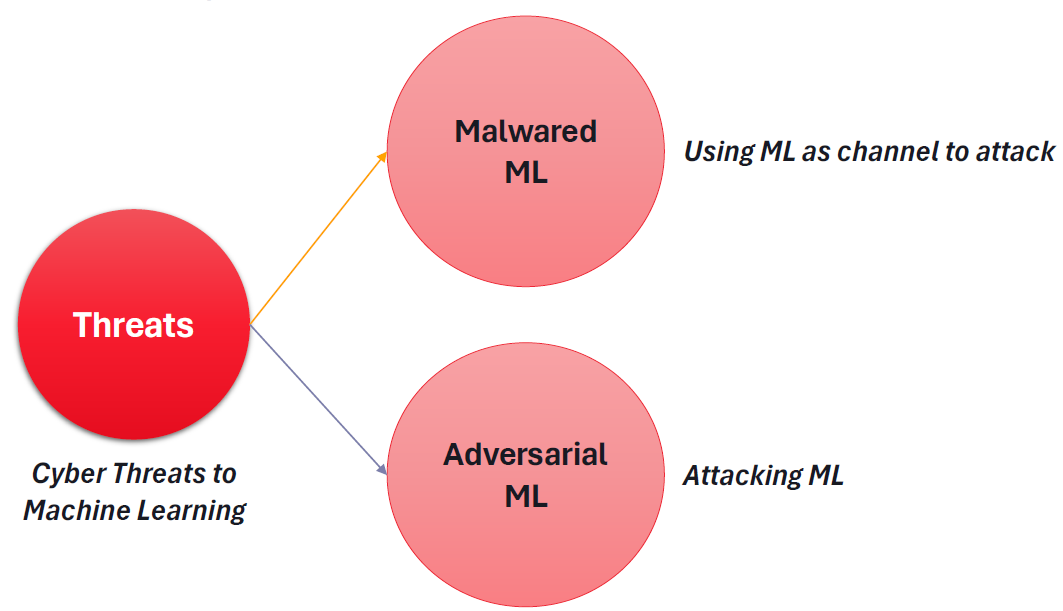 Malwared
ML
Using ML as channel to attack
Threats
Cyber Threats to
Machine Learning
Adversarial
ML
Attacking ML